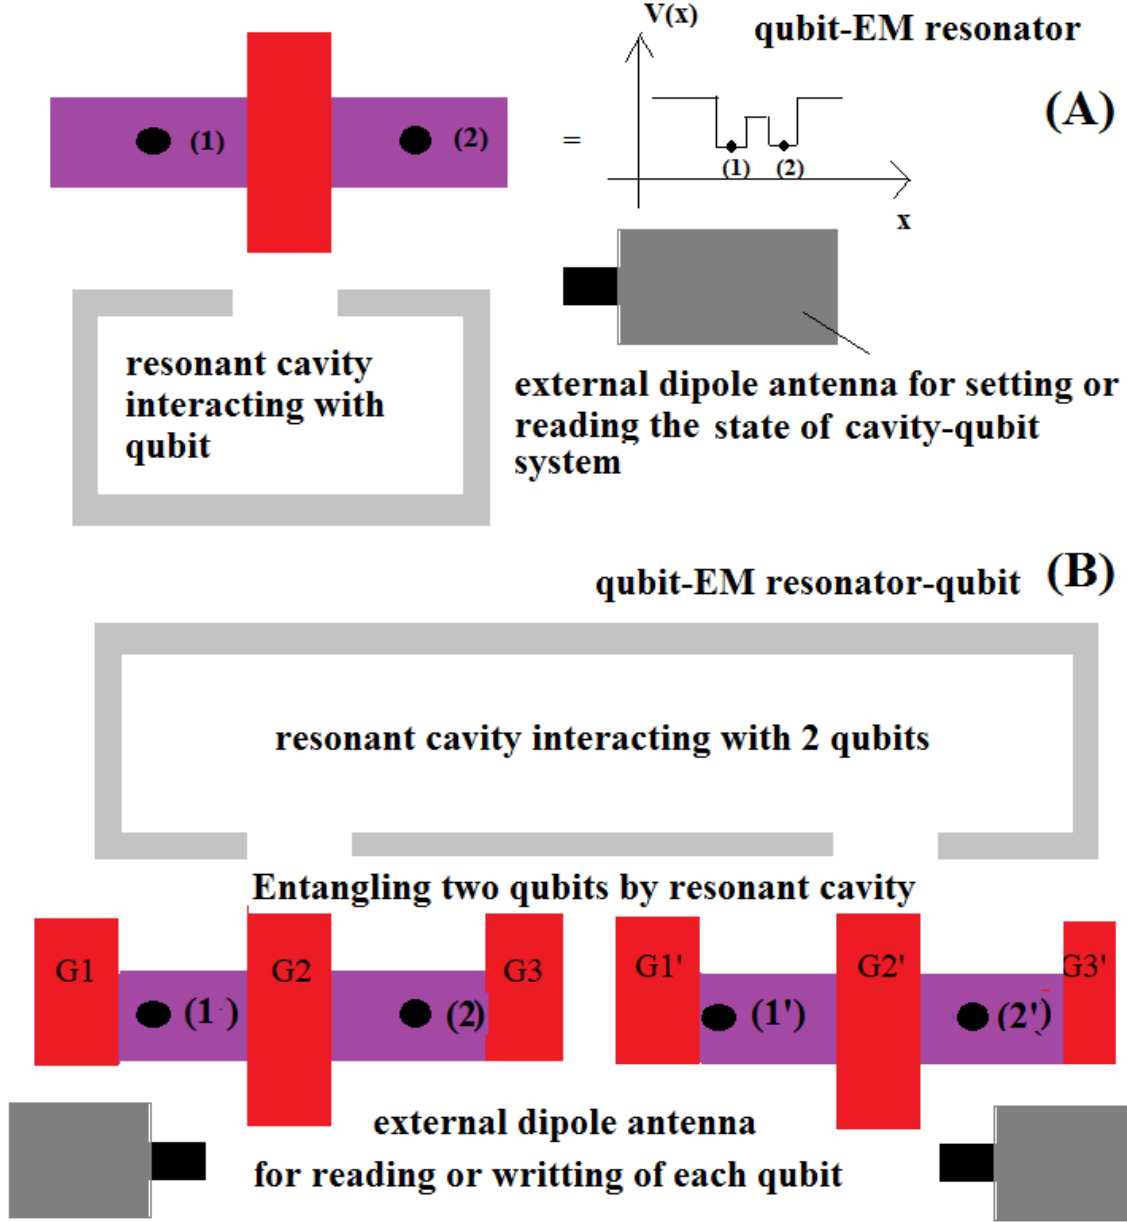 V(x)
qubit-EM resonator
(A)
(1)
(2)
=
(1) (2)
x
resonant cavity
interacting with
qubit
external dipole antenna for setting or
reading the state of cavity-qubit
system
(B)
qubit-EM resonator-qubit
resonant cavity interacting with 2 qubits
Entangling two qubits by resonant cavity
G1
G2
G3
G1'
G2'
G3'
(1)
(2)
(1')
(2')
external dipole antenna
for reading or writting of each qubit